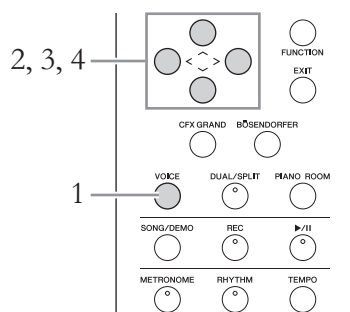 2, 3, 4
FUNCTION
EXIT
CFX GRAND BÖSENDORFER
1
VOICE DUAL/SPLIT PIANO ROOM
SONG/DEMO REC ►/II
METRONOME RHYTHM TEMPO